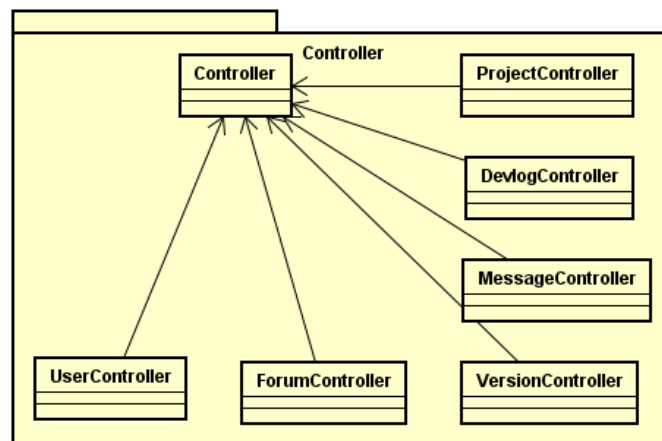 Controller
Controller
ProjectController
DevlogController
MessageController
UserController
ForumController
VersionController